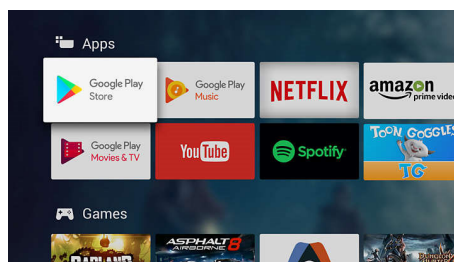 Apps
Google Play
Store
Google Play
Music
NETFLIX
amazon
prime video
Google Play
Movies & TV
YouTube
Spotify
TOON GOGGLES
TG
Games
BADLAND
ASPHALT 8
AIRBORNE